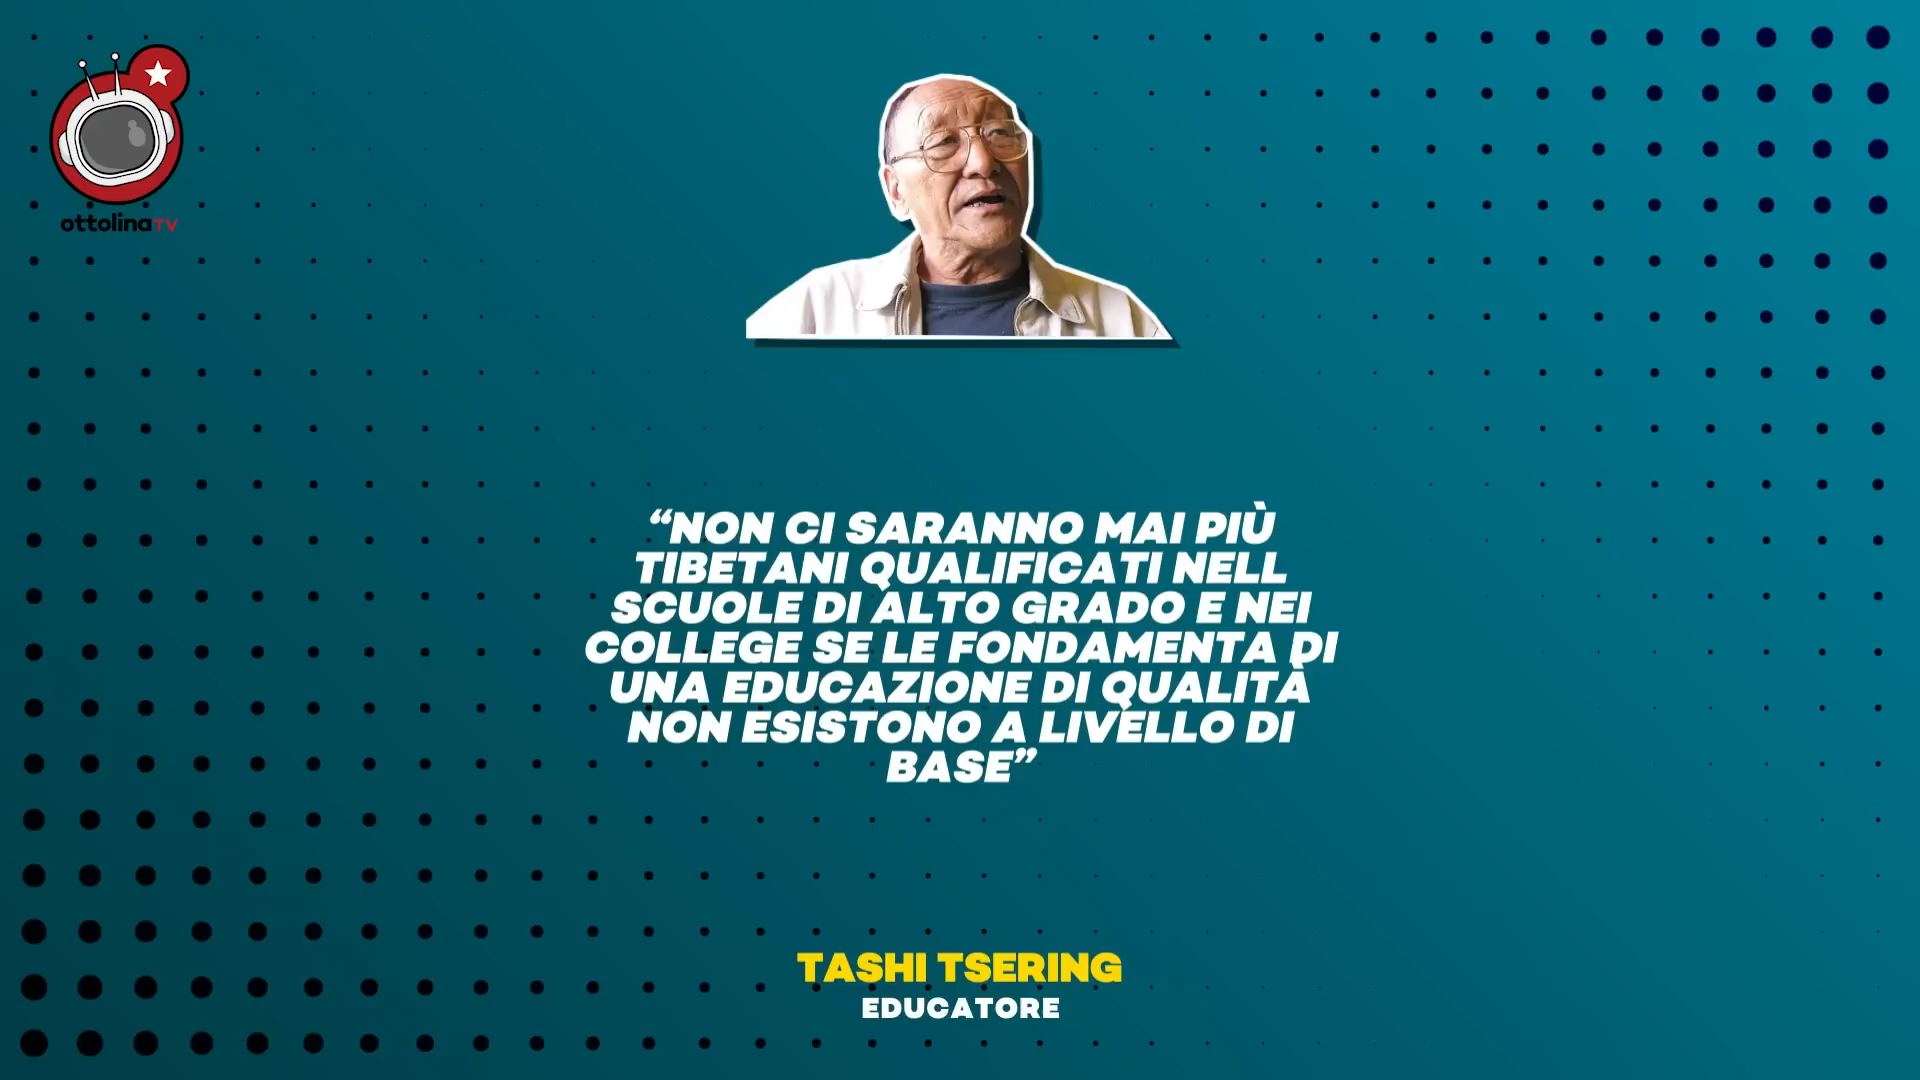 ottolinaTV
“NON CI SARANNO MAI PIÙ
TIBETANI QUALIFICATI NELL
SCUOLE DI ALTO GRADO E NEI
COLLEGE SE LE FONDAMENTA DI
UNA EDUCAZIONE DI QUALITÀ
NON ESISTONO A LIVELLO DI
BASE”
TASHI TSERING
EDUCATORE